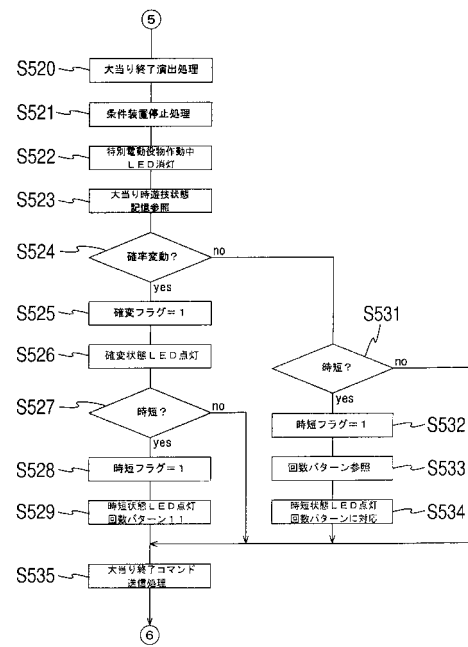 5
S520
大当り終了演出処理
S521
条件装置停止処理
S522
特別電動役物作動中
LED消灯
S523
大当り時遊技状態
記憶参照
S524
確率変動?
no
yes
S525
確変フラグ=1
S526
確変状態LED点灯
S527
時短?
no
yes
S528
時短フラグ=1
S529
時短状態LED点灯
回数パターン11
S531
時短?
no
yes
時短フラグ=1
S532
回数パターン参照
S533
時短状態LED点灯
回数パターンに対応
S534
S535
大当り終了コマンド
送信処理
6